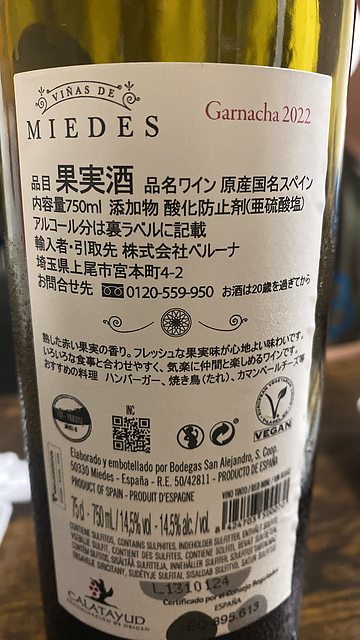 VIÑAS DE
MIEDES
Garnacha 2022
品目 果実酒 品名ワイン 原産国名スペイン
内容量750ml 添加物 酸化防止剤(亜硫酸塩)
アルコール分は裏ラベルに記載
輸入者・引取先 株式会社ベルーナ
埼玉県上尾市宮本町4-2
お問合せ先 0120-559-950 お酒は20歳を過ぎてから
熟した赤い果実の香り。フレッシュな果実味が心地よい味わいです。
いろいろな食事と合わせやすく、気楽に仲間と楽しめるワインです。
おすすめの料理 ハンバーガー、焼き鳥(たれ)、カマンベールチーズ等
INC
VEGAN
Elaborado y embotellado por Bodegas San Alejandro, S. Coop.
50330 Miedes - España - R.E. 50/42811 - PRODUCTO DE ESPAÑA
PRODUCT OF SPAIN - PRODUIT D'ESPAGNE
75 cl - 750 ml / 14,5% vol - 14.5% alc. / vol.
VINO TINTO / RED WINE
CONTIENE SULFITOS, CONTAINS SULPHITES,
L1310124
Certificado por el Consejo Regulador
ESPAÑA
CALATAYUD
DENOMINACIÓN DE ORIGEN
895.613